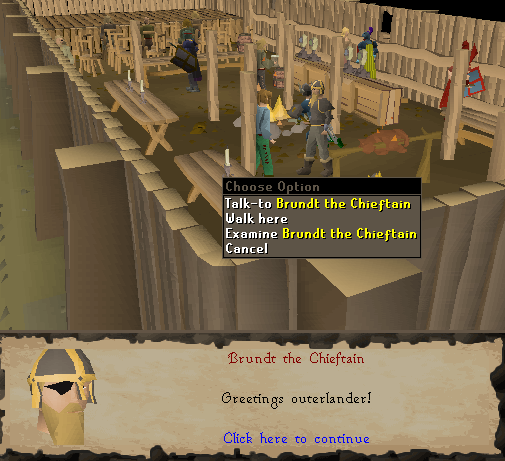 Choose Option
Talk-to Brundt the Chieftain
Walk here
Examine Brundt the Chieftain
Cancel
Brundt the Chieftain
Greetings outerlander!
Click here to continue